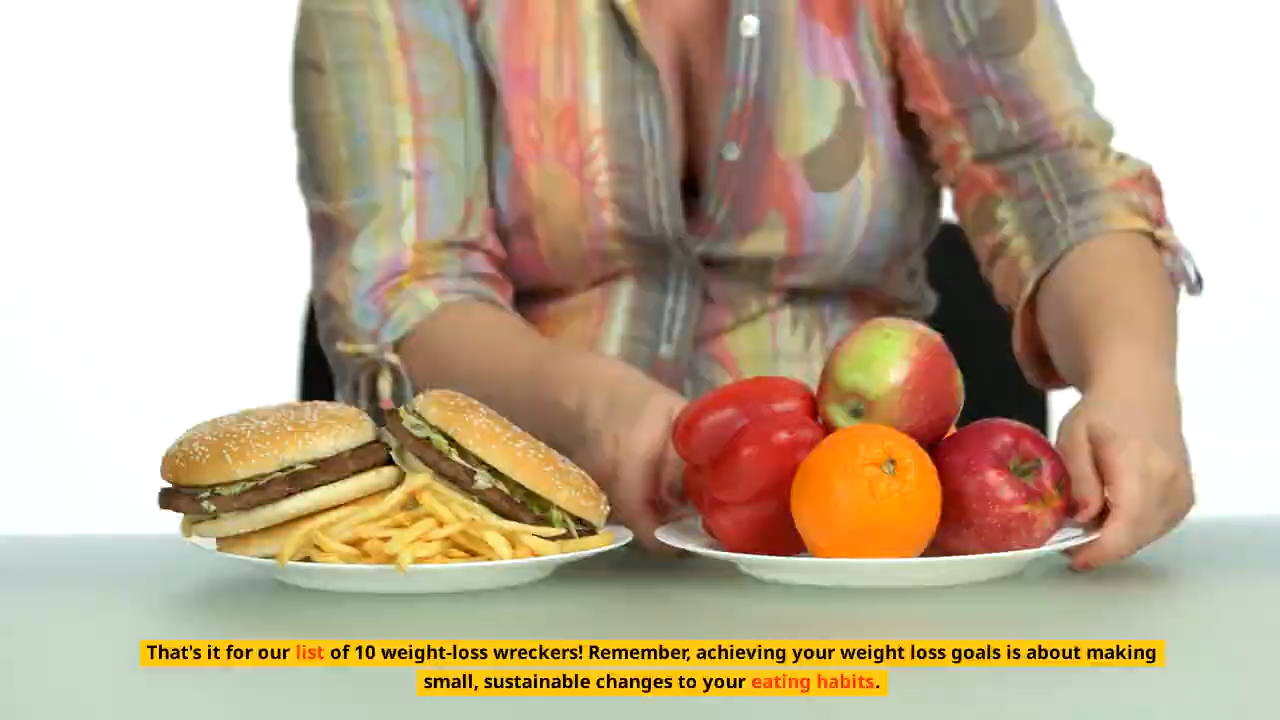 That's it for our list of 10 weight-loss wreckers! Remember, achieving your weight loss goals is about making
small, sustainable changes to your eating habits.